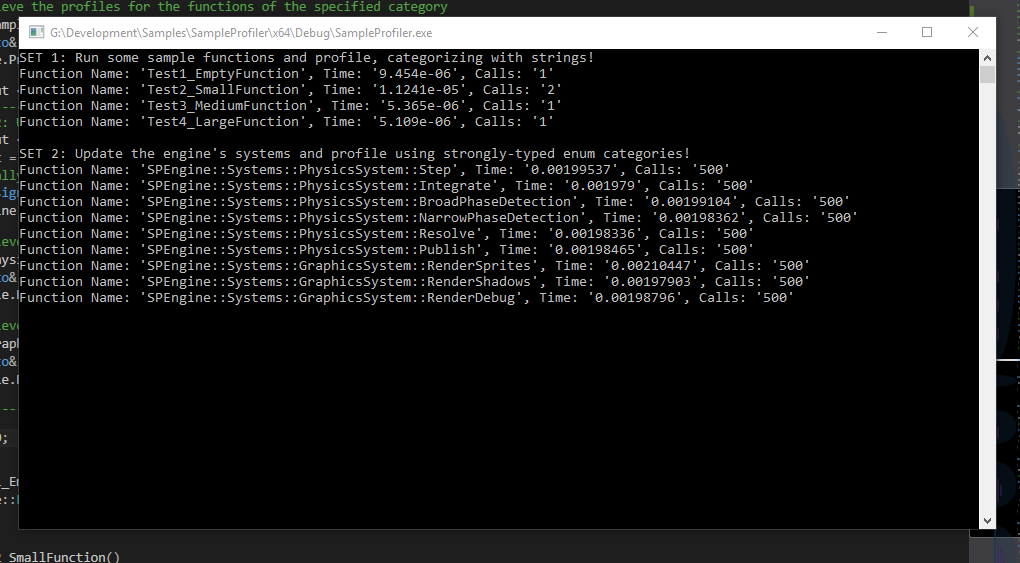 eve the profiles for the functions of the specified category
G:\Development\Samples\SampleProfiler\x64\Debug\SampleProfiler.exe
SET 1: Run some sample functions and profile, categorizing with strings!
Function Name: 'Test1_EmptyFunction', Time: '9.454e-06', Calls: '1'
Function Name: 'Test2_SmallFunction', Time: '1.1241e-05', Calls: '2'
Function Name: 'Test3_MediumFunction', Time: '5.365e-06', Calls: '1'
Function Name: 'Test4_LargeFunction', Time: '5.109e-06', Calls: '1'
SET 2: Update the engine's systems and profile using strongly-typed enum categories!
Function Name: 'SPEngine::Systems::PhysicsSystem::Step', Time: '0.00199537', Calls: '500'
Function Name: 'SPEngine::Systems::PhysicsSystem::Integrate', Time: '0.001979', Calls: '500'
Function Name: 'SPEngine::Systems::PhysicsSystem::BroadPhaseDetection', Time: '0.00199104', Calls: '500'
Function Name: 'SPEngine::Systems::PhysicsSystem::NarrowPhaseDetection', Time: '0.00198362', Calls: '500'
Function Name: 'SPEngine::Systems::PhysicsSystem::Resolve', Time: '0.00198336', Calls: '500'
Function Name: 'SPEngine::Systems::PhysicsSystem::Publish', Time: '0.00198465', Calls: '500'
Function Name: 'SPEngine::Systems::GraphicsSystem::RenderSprites', Time: '0.00210447', Calls: '500'
Function Name: 'SPEngine::Systems::GraphicsSystem::RenderShadows', Time: '0.00197903', Calls: '500'
Function Name: 'SPEngine::Systems::GraphicsSystem::RenderDebug', Time: '0.00198796', Calls: '500'
SmallFunction()